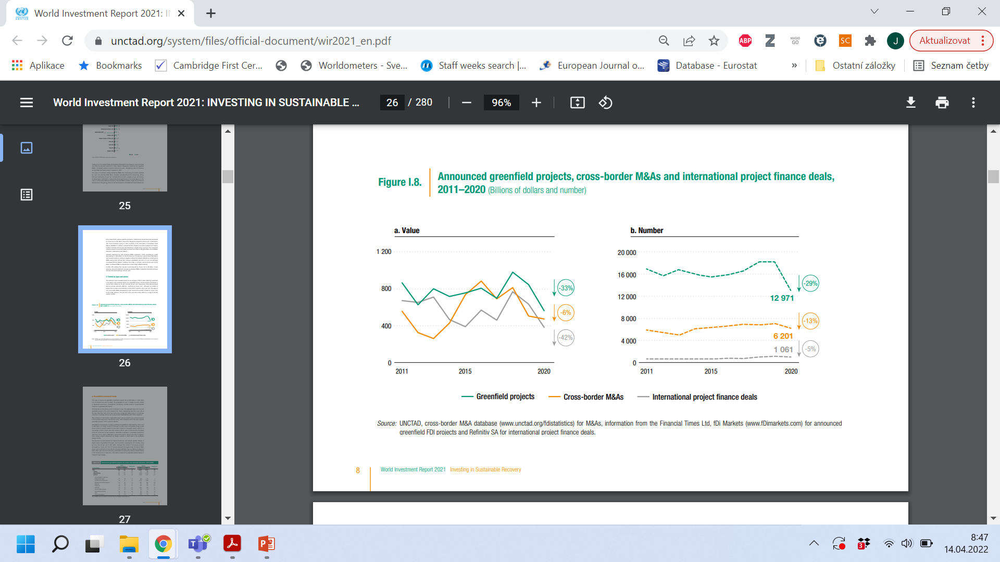 World Investment Report 2021: I
unctad.org/system/files/official-document/wir2021_en.pdf
ABP
MAGIO
GO
SC
J
Aktualizovat
Aplikace
Bookmarks
Cambridge First Cer...
Worldometers - Sve...
Staff weeks search |...
European Journal o...
Database - Eurostat
»
Ostatní záložky
Seznam četby
World Investment Report 2021: INVESTING IN SUSTAINABLE ...
26 / 280
96%
25
26
27
Figure I.8.
Announced greenfield projects, cross-border M&As and international project finance deals,
2011–2020 (Billions of dollars and number)
a. Value
1 200
800
400
0
2011
2015
2020
-33%
-6%
-42%
b. Number
20 000
16 000
12 000
8 000
4 000
0
2011
2015
2020
12 971
6 201
1 061
-29%
-13%
-5%
Greenfield projects
Cross-border M&As
International project finance deals
Source: UNCTAD, cross-border M&A database (www.unctad.org/fdistatistics) for M&As, information from the Financial Times Ltd, fDi Markets (www.fDimarkets.com) for announced
greenfield FDI projects and Refinitiv SA for international project finance deals.
8
World Investment Report 2021 Investing in Sustainable Recovery
3
8:47
14.04.2022